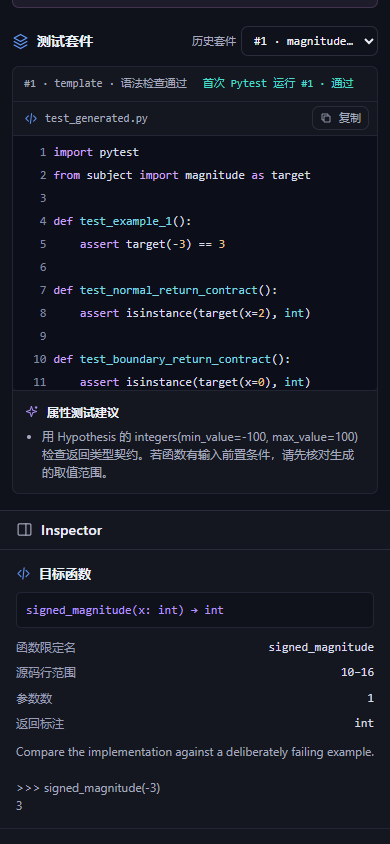 测试套件
历史套件
#1 · magnitude…
#1 · template · 语法检查通过 首次 Pytest 运行 #1 · 通过
test_generated.py
复制
1 import pytest
2 from subject import magnitude as target
3
4 def test_example_1():
5     assert target(-3) == 3
6
7 def test_normal_return_contract():
8     assert isinstance(target(x=2), int)
9
10 def test_boundary_return_contract():
11     assert isinstance(target(x=0), int)
属性测试建议
• 用 Hypothesis 的 integers(min_value=-100, max_value=100)
检查返回类型契约。若函数有输入前置条件，请先核对生成
的取值范围。
Inspector
目标函数
signed_magnitude(x: int) → int
函数限定名 signed_magnitude
源码行范围 10–16
参数数 1
返回标注 int
Compare the implementation against a deliberately failing example.
>>> signed_magnitude(-3)
3